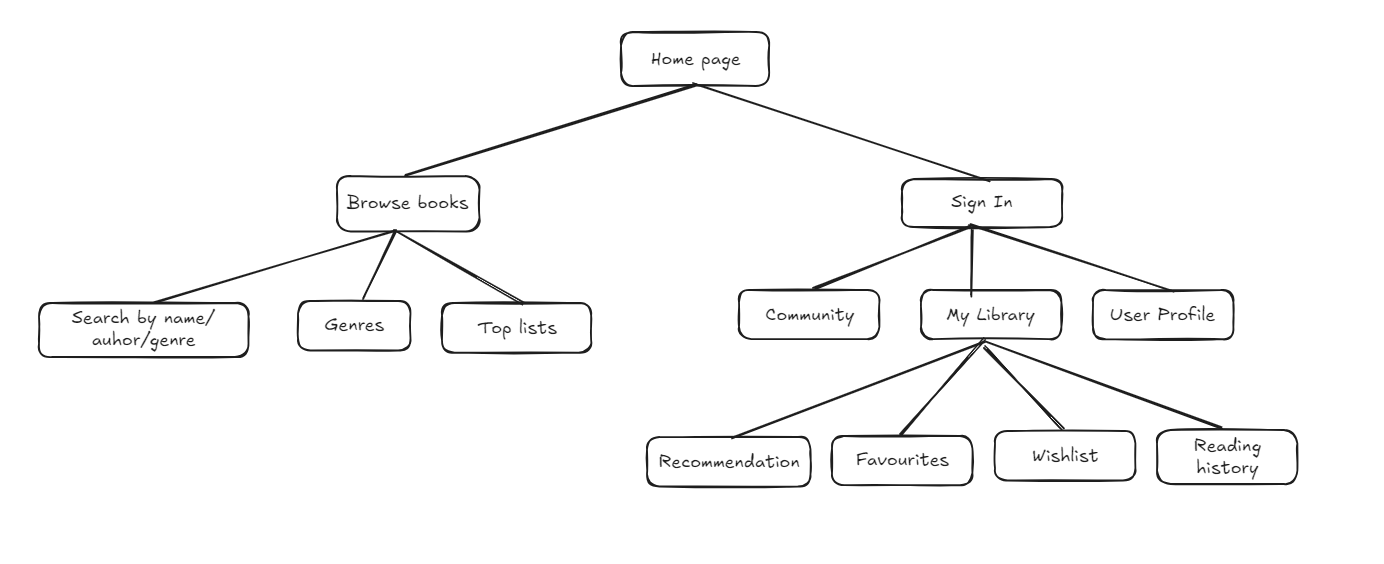 Home page
Browse books
Sign In
Search by name/
auhor/genre
Genres
Top lists
Community
My Library
User Profile
Recommendation
Favourites
Wishlist
Reading
history